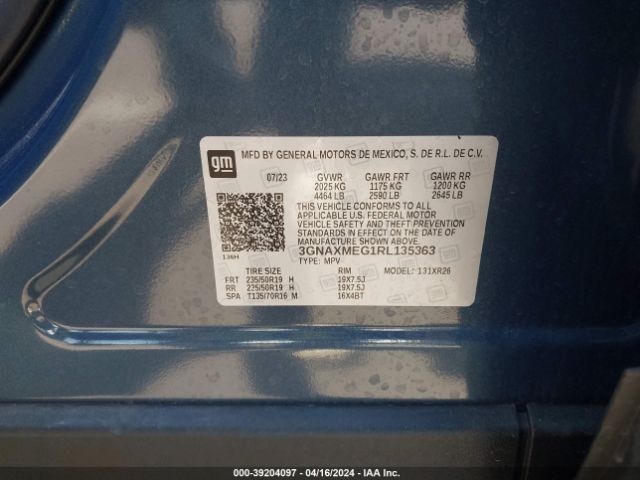 gm MFD BY GENERAL MOTORS DE MEXICO, S. DE R.L. DE C.V.
07/23 GVWR GAWR FRT GAWR RR
2025 KG 1175 KG 1200 KG
4464 LB 2590 LB 2645 LB
THIS VEHICLE CONFORMS TO ALL
APPLICABLE U.S. FEDERAL MOTOR
VEHICLE SAFETY AND THEFT PREVENTION
STANDARDS IN EFFECT ON THE DATE OF
MANUFACTURE SHOWN ABOVE.
136H 3GNAXMEG1RL135363
TYPE: MPV MODEL: 131XR26
TIRE SIZE RIM
FRT 235/50R19 H 19X7.5J
RR 235/50R19 H 19X7.5J
SPA T135/70R16 M 16X4BT
000-39204097 - 04/16/2024 - IAA Inc.